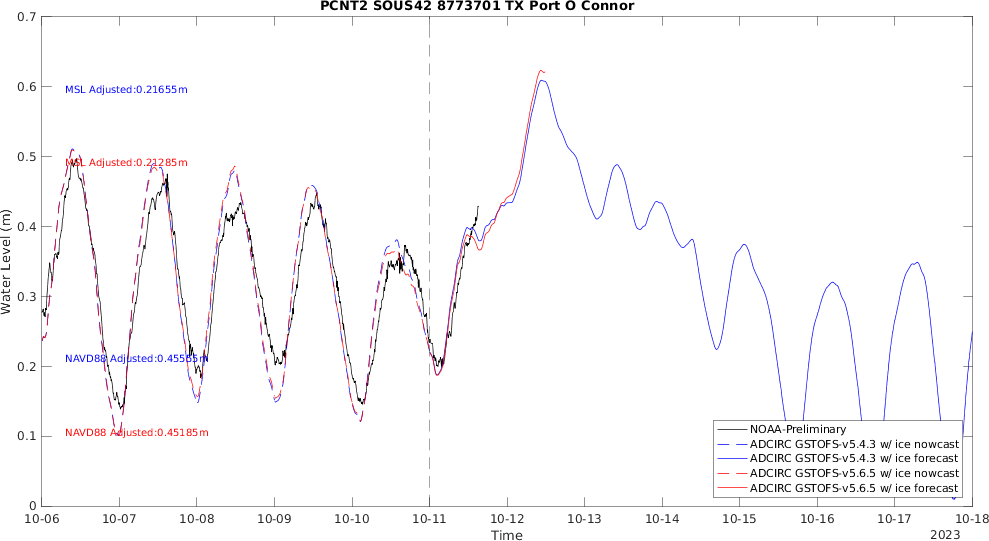 PCNT2 SOUS42 8773701 TX Port O Connor
0.7
0.6
0.5
0.4
0.3
0.2
0.1
0
Water Level (m)
MSL Adjusted:0.21655m
MSL Adjusted:0.21285m
NAVD88 Adjusted:0.45555m
NAVD88 Adjusted:0.45185m
NOAA-Preliminary
ADCIRC GSTOFS-v5.4.3 w/ ice nowcast
ADCIRC GSTOFS-v5.4.3 w/ ice forecast
ADCIRC GSTOFS-v5.6.5 w/ ice nowcast
ADCIRC GSTOFS-v5.6.5 w/ ice forecast
10-06 10-07 10-08 10-09 10-10 10-11 10-12 10-13 10-14 10-15 10-16 10-17 10-18
Time
2023